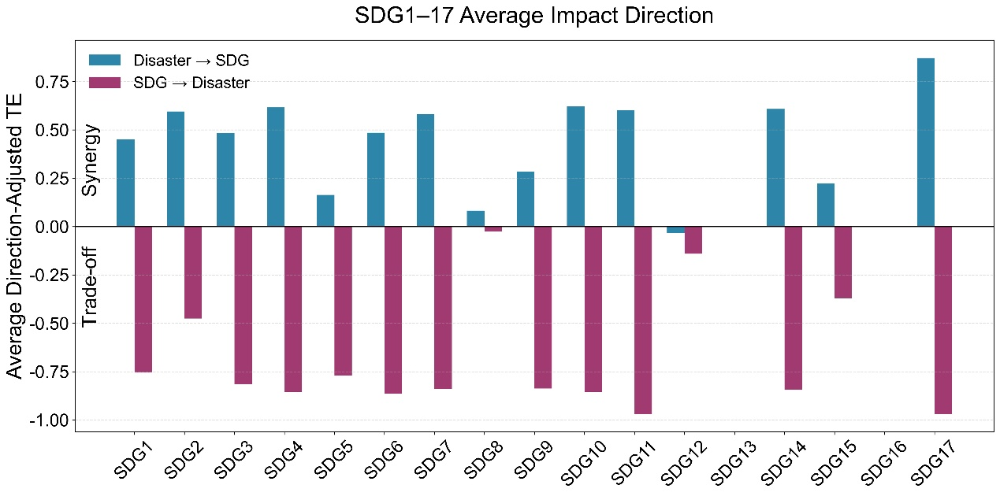 SDG1–17 Average Impact Direction
Disaster → SDG
SDG → Disaster
Average Direction-Adjusted TE
Synergy
Trade-off
0.75
0.50
0.25
0.00
-0.25
-0.50
-0.75
-1.00
SDG1
SDG2
SDG3
SDG4
SDG5
SDG6
SDG7
SDG8
SDG9
SDG10
SDG11
SDG12
SDG13
SDG14
SDG15
SDG16
SDG17